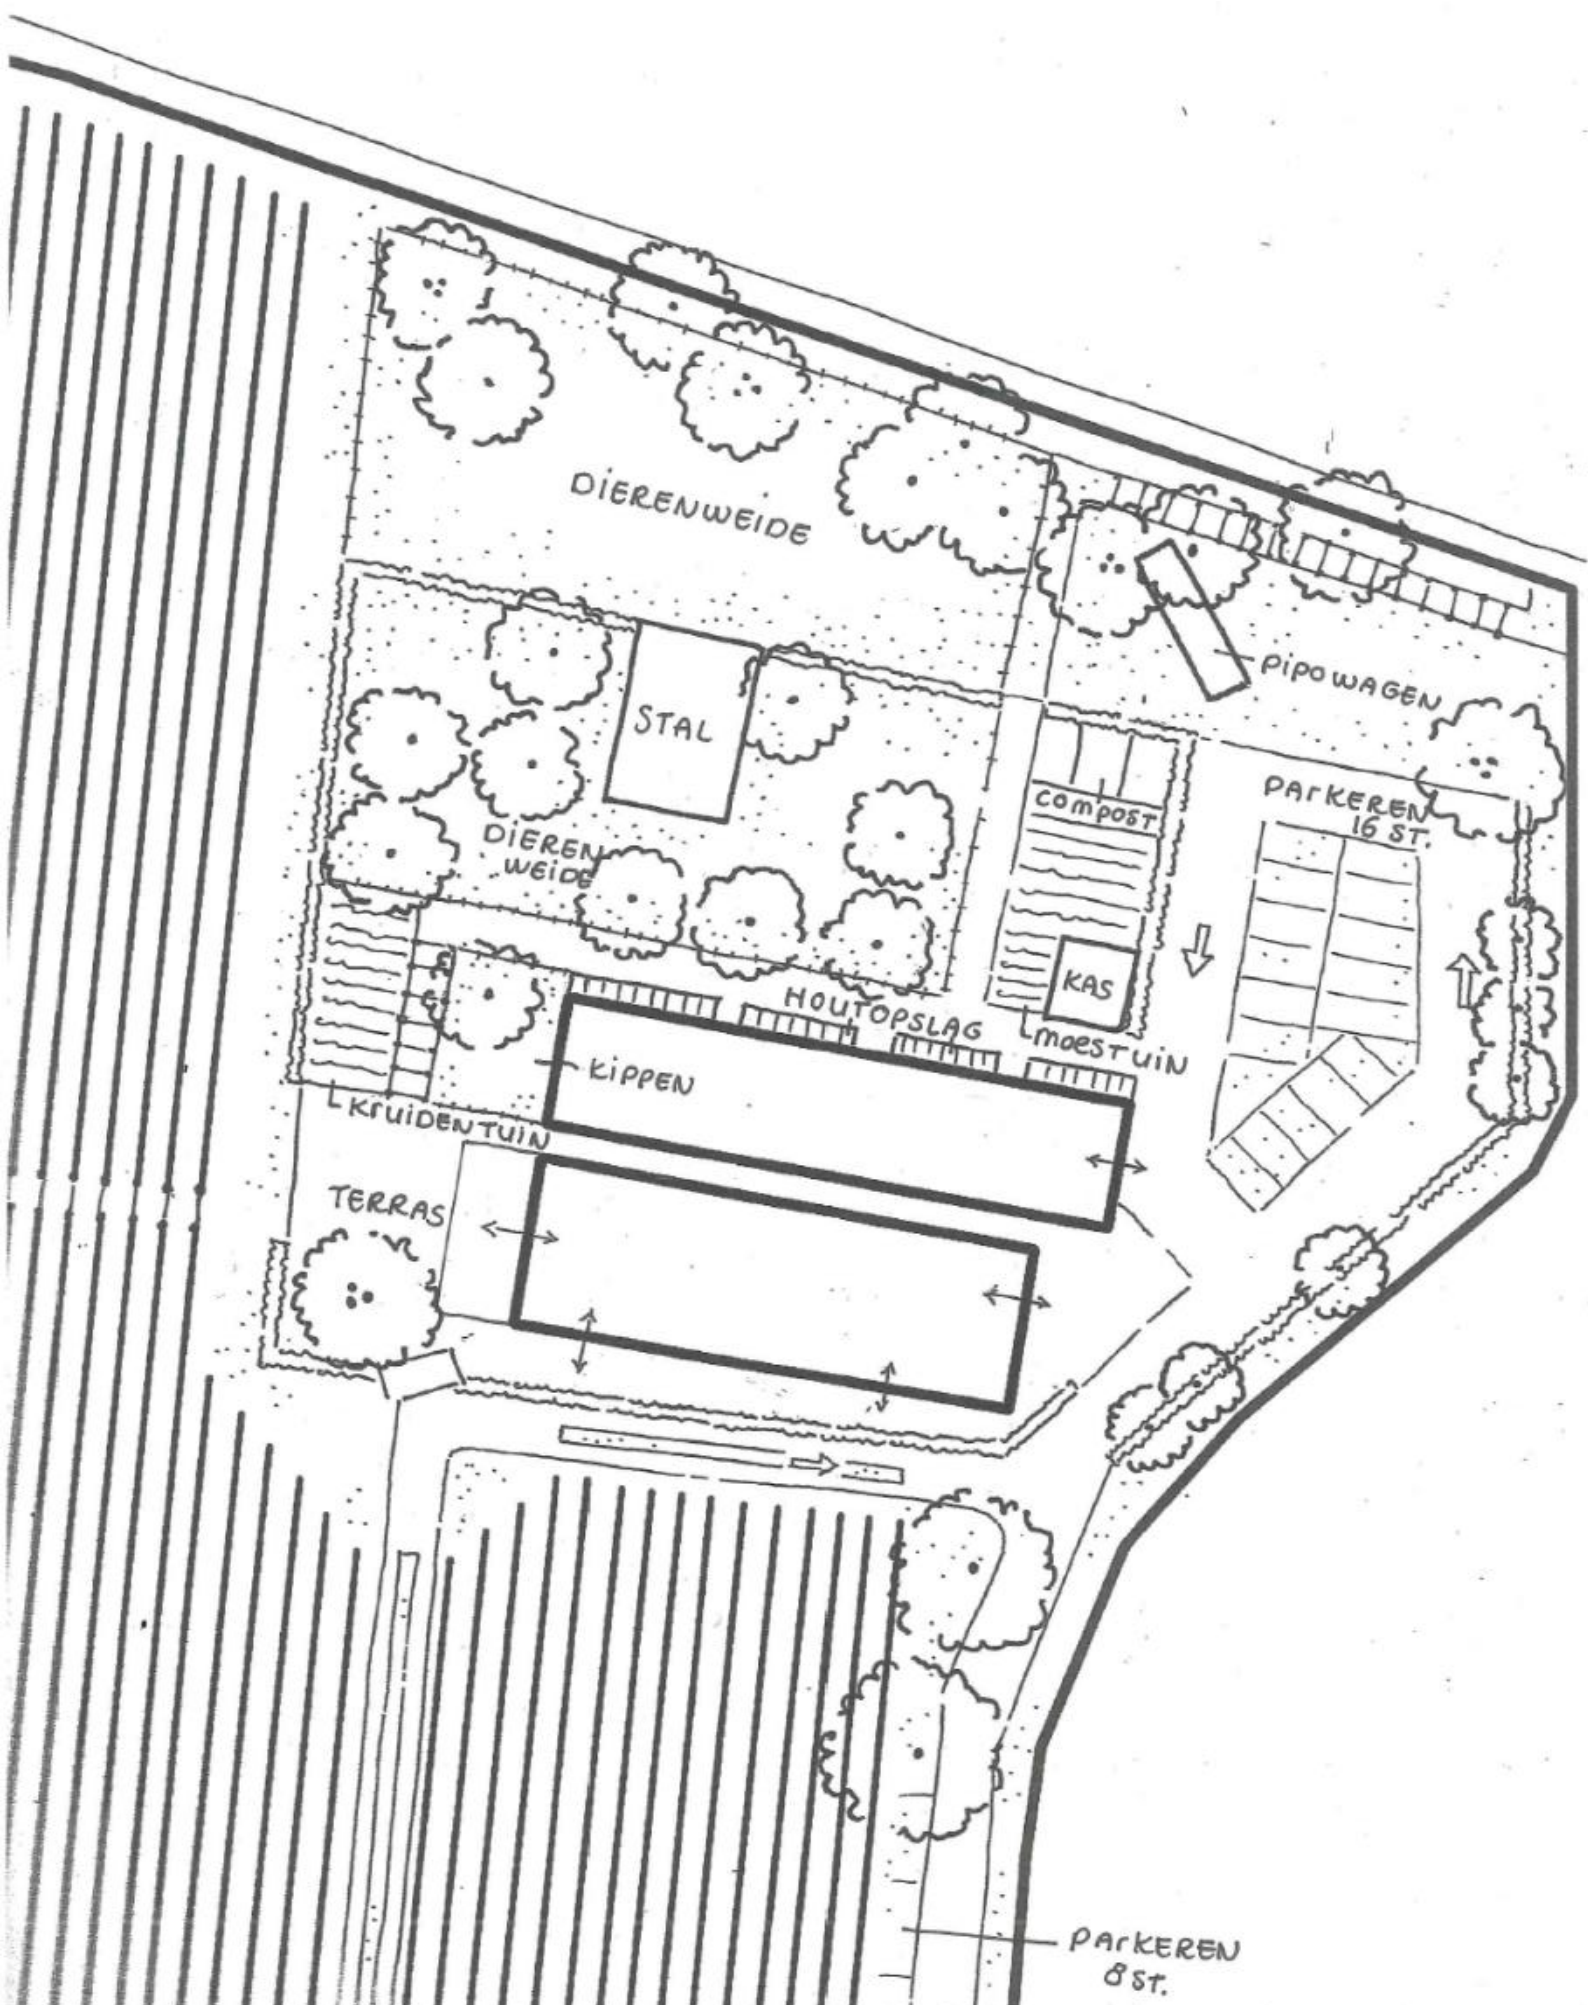 DIERENWEIDE
PIPOWAGEN
STAL
PARKEREN
16 ST.
COMPOST
DIEREN
WEIDE
KAS
HOUTOPSLAG
MOESTUIN
KIPPEN
KRUIDENTUIN
TERRAS
PARKEREN
8 ST.